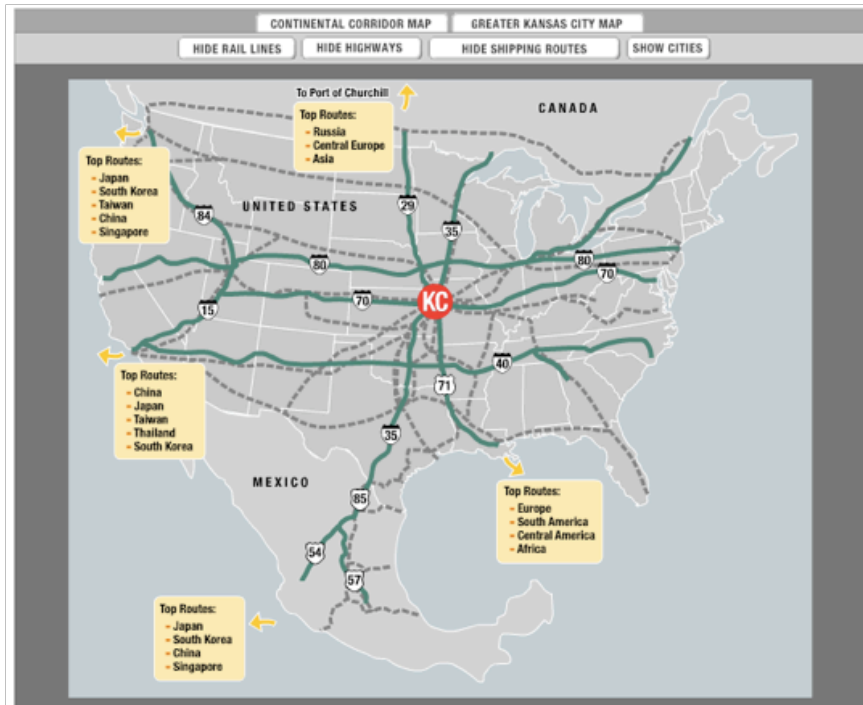 CONTINENTAL CORRIDOR MAP
GREATER KANSAS CITY MAP
HIDE RAIL LINES
HIDE HIGHWAYS
HIDE SHIPPING ROUTES
SHOW CITIES
To Port of Churchill
CANADA
Top Routes:
- Russia
- Central Europe
- Asia
Top Routes:
- Japan
- South Korea
- Taiwan
- China
- Singapore
UNITED STATES
84
29
35
80
80
70
70
KC
15
40
71
35
Top Routes:
- China
- Japan
- Taiwan
- Thailand
- South Korea
MEXICO
85
54
57
Top Routes:
- Europe
- South America
- Central America
- Africa
Top Routes:
- Japan
- South Korea
- China
- Singapore